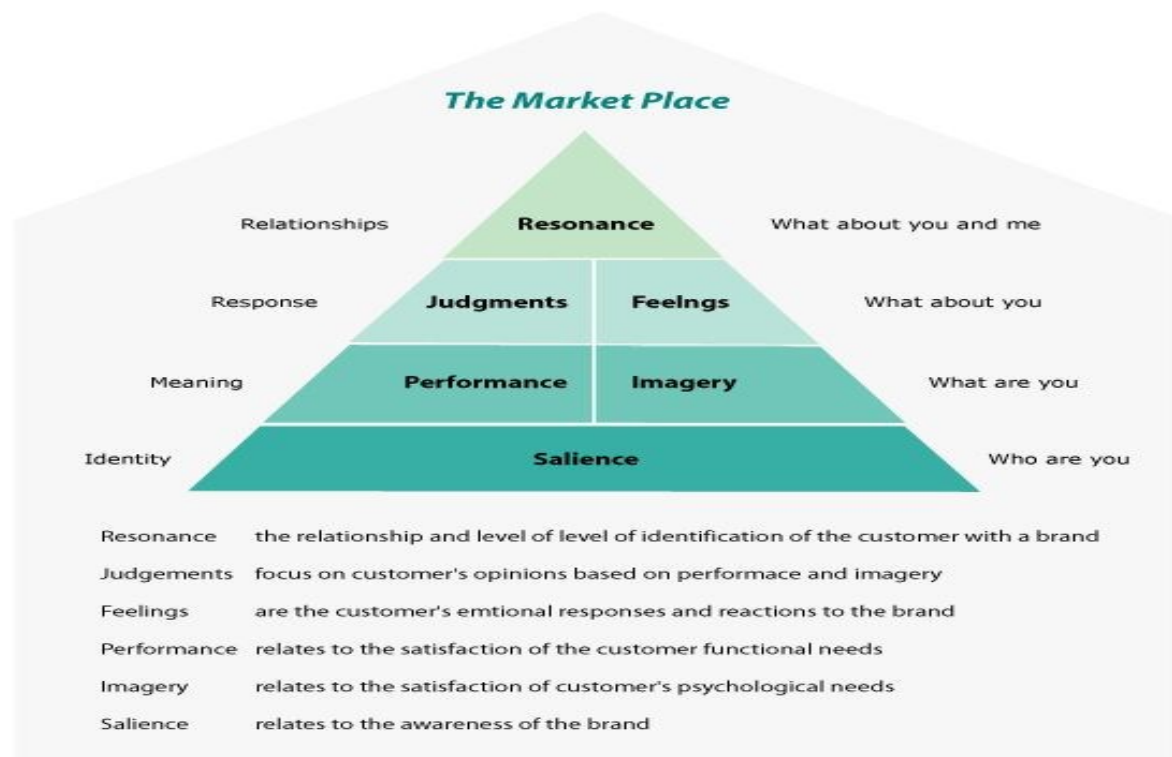 The Market Place
Relationships Resonance What about you and me
Response Judgments Feelngs What about you
Meaning Performance Imagery What are you
Identity Salience Who are you
Resonance the relationship and level of level of identification of the customer with a brand
Judgements focus on customer's opinions based on performace and imagery
Feelings are the customer's emtional responses and reactions to the brand
Performance relates to the satisfaction of the customer functional needs
Imagery relates to the satisfaction of customer's psychological needs
Salience relates to the awareness of the brand